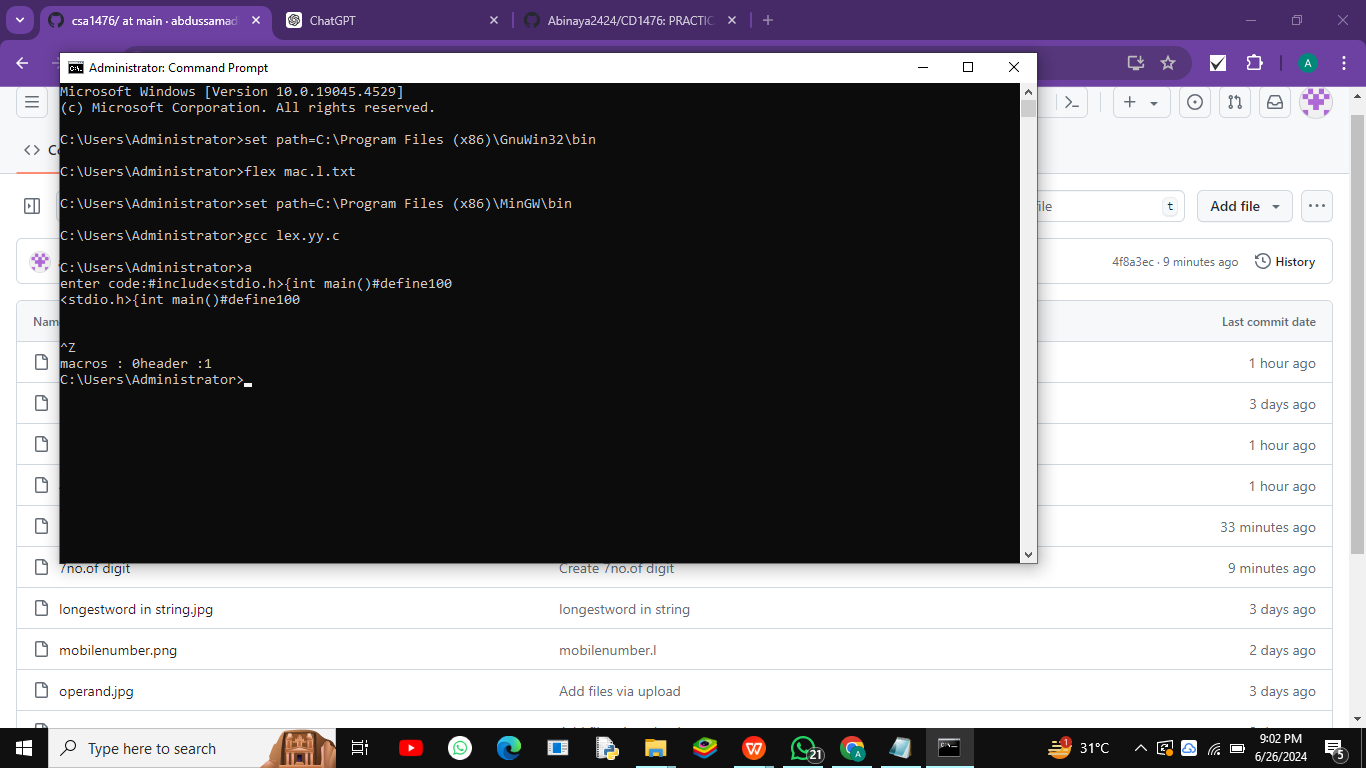 csa1476/ at main · abdussamad
ChatGPT
Abinaya2424/CD1476: PRACTIC
A
Administrator: Command Prompt
Microsoft Windows [Version 10.0.19045.4529]
(c) Microsoft Corporation. All rights reserved.
C:\Users\Administrator>set path=C:\Program Files (x86)\GnuWin32\bin
C:\Users\Administrator>flex mac.l.txt
C:\Users\Administrator>set path=C:\Program Files (x86)\MinGW\bin
C:\Users\Administrator>gcc lex.yy.c
C:\Users\Administrator>a
enter code:#include<stdio.h>{int main()#define100
<stdio.h>{int main()#define100
^Z
macros : 0header :1
C:\Users\Administrator>
t
Add file
4f8a3ec · 9 minutes ago
History
Last commit date
1 hour ago
3 days ago
1 hour ago
1 hour ago
33 minutes ago
7no.of digit
Create 7no.of digit
9 minutes ago
longestword in string.jpg
longestword in string
3 days ago
mobilenumber.png
mobilenumber.l
2 days ago
operand.jpg
Add files via upload
3 days ago
Type here to search
21
1
31°C
9:02 PM
6/26/2024
5